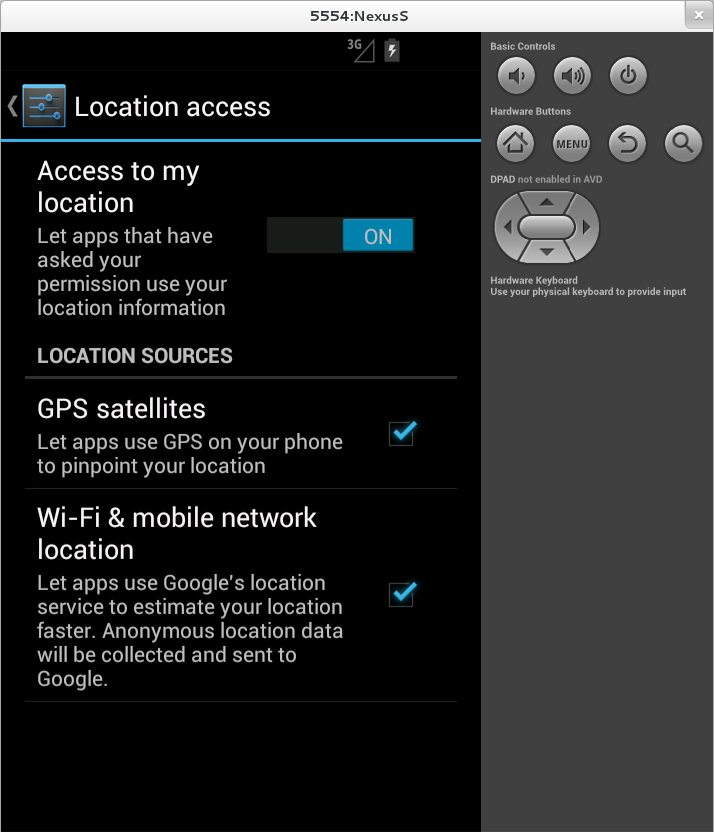 5554:NexusS
3G
Location access
Access to my
location
Let apps that have
asked your
permission use your
location information
ON
LOCATION SOURCES
GPS satellites
Let apps use GPS on your phone
to pinpoint your location
Wi-Fi & mobile network
location
Let apps use Google's location
service to estimate your location
faster. Anonymous location data
will be collected and sent to
Google.
Basic Controls
Hardware Buttons
MENU
DPAD not enabled in AVD
Hardware Keyboard
Use your physical keyboard to provide input